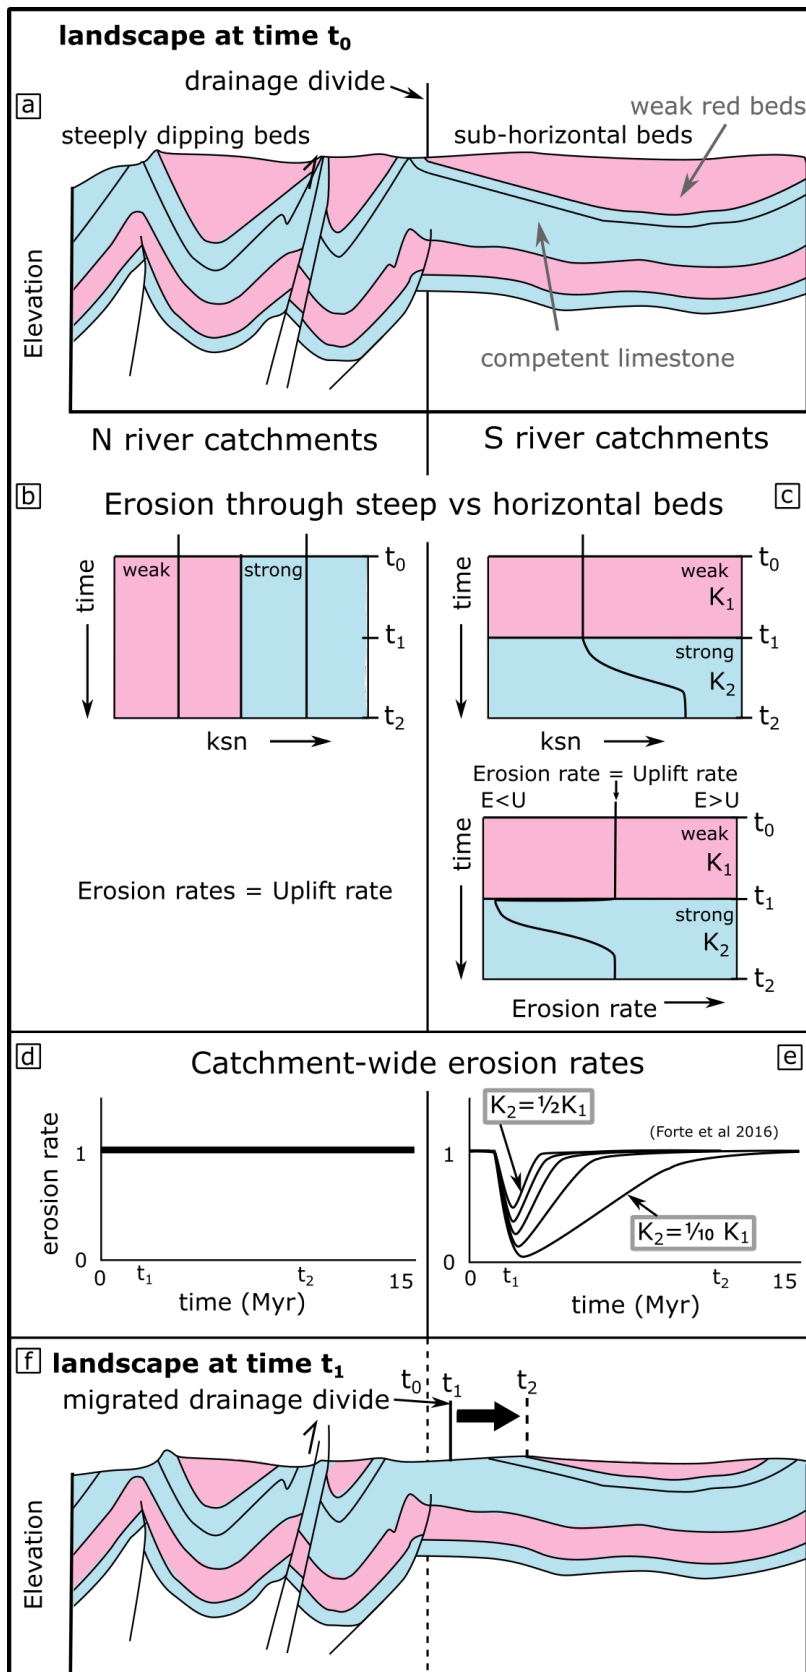 landscape at time t₀
drainage divide
a
weak red beds
steeply dipping beds
sub-horizontal beds
Elevation
competent limestone
N river catchments
S river catchments
b
Erosion through steep vs horizontal beds
c
time
weak
strong
t₀
t₁
t₂
ksn
time
weak
K₁
strong
K₂
t₀
t₁
t₂
ksn
Erosion rate = Uplift rate
E<U
E>U
time
weak
K₁
strong
K₂
t₀
t₁
t₂
Erosion rate
Erosion rates = Uplift rate
d
Catchment-wide erosion rates
e
erosion rate
1
0
0
t₁
t₂
15
time (Myr)
K₂=½K₁
(Forte et al 2016)
K₂=⅒ K₁
1
0
0
t₁
t₂
15
time (Myr)
f
landscape at time t₁
migrated drainage divide
t₀
t₁
t₂
Elevation